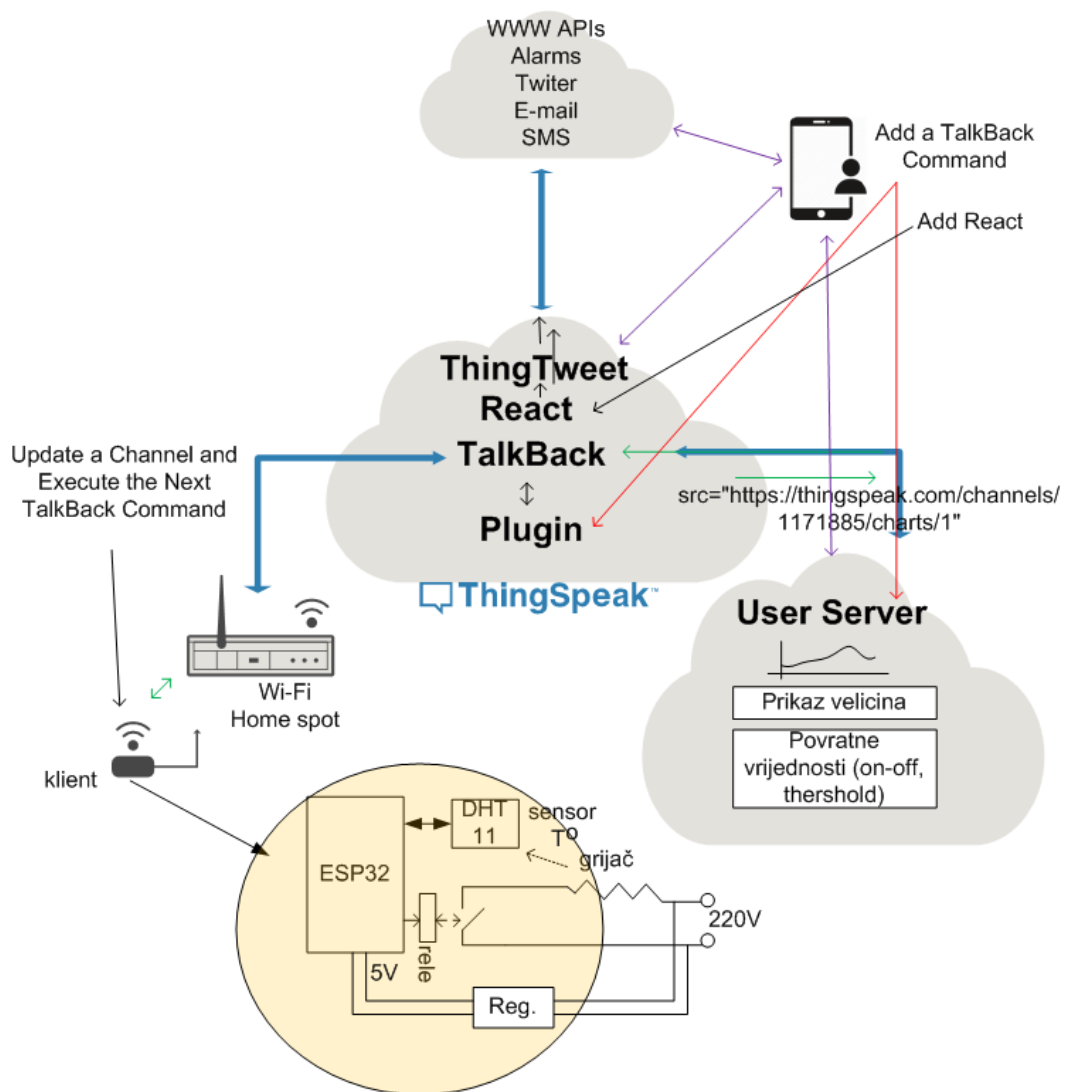 WWW APIs
Alarms
Twiter
E-mail
SMS
Add a TalkBack
Command
Add React
ThingTweet
React
TalkBack
Plugin
ThingSpeak™
Update a Channel and
Execute the Next
TalkBack Command
src="https://thingspeak.com/channels/
1171885/charts/1"
User Server
Prikaz velicina
Povratne
vrijednosti (on-off,
thershold)
Wi-Fi
Home spot
klient
DHT
11
sensor
Tº
grijač
ESP32
rele
220V
5V
Reg.